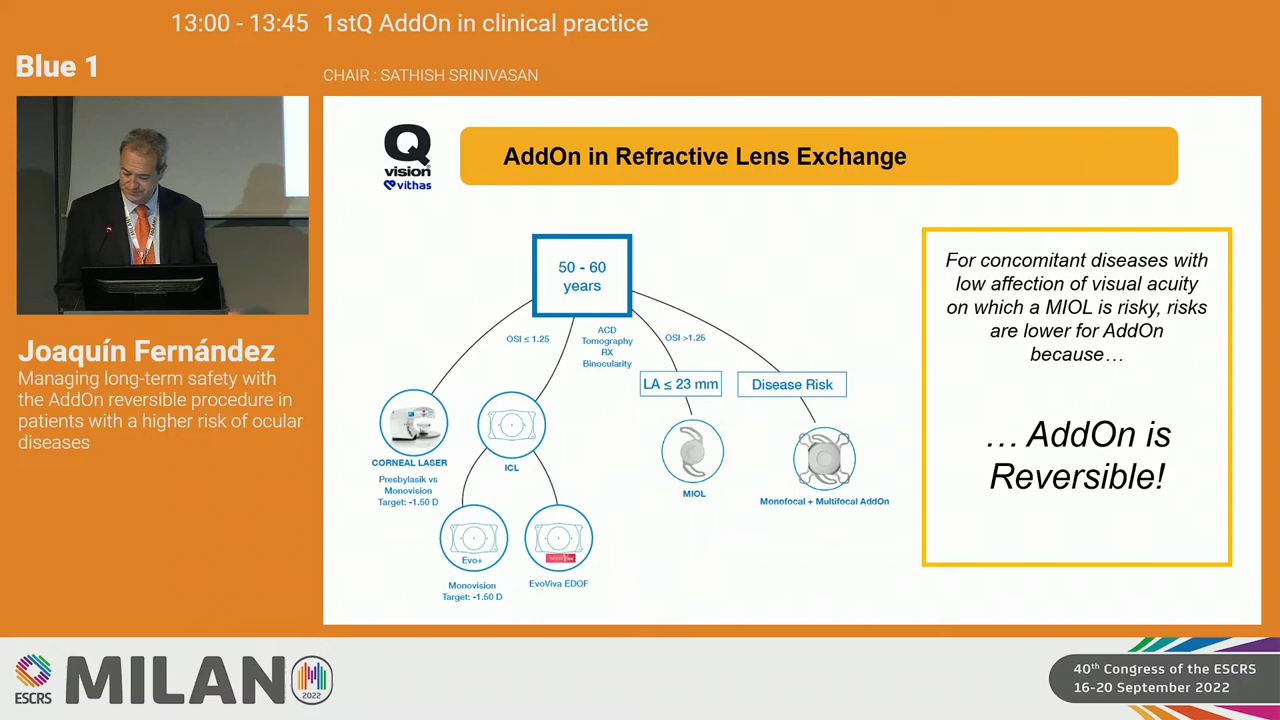 13:00 - 13:45 1stQ AddOn in clinical practice
Blue 1
CHAIR : SATHISH SRINIVASAN
Joaquín Fernández
Managing long-term safety with
the AddOn reversible procedure in
patients with a higher risk of ocular
diseases
Q
vision®
vithas
AddOn in Refractive Lens Exchange
50 - 60
years
OSI ≤ 1.25
ACD
Tomography
RX
Binocularity
OSI >1.25
LA ≤ 23 mm
Disease Risk
CORNEAL LASER
Presbylasik vs
Monovision
Target: -1.50 D
ICL
MIOL
Monofocal + Multifocal AddOn
Evo+
Monovision
Target: -1.50 D
EvoViva EDOF
For concomitant diseases with
low affection of visual acuity
on which a MIOL is risky, risks
are lower for AddOn
because…
… AddOn is
Reversible!
ESCRS
MILANO
2022
40th Congress of the ESCRS
16-20 September 2022